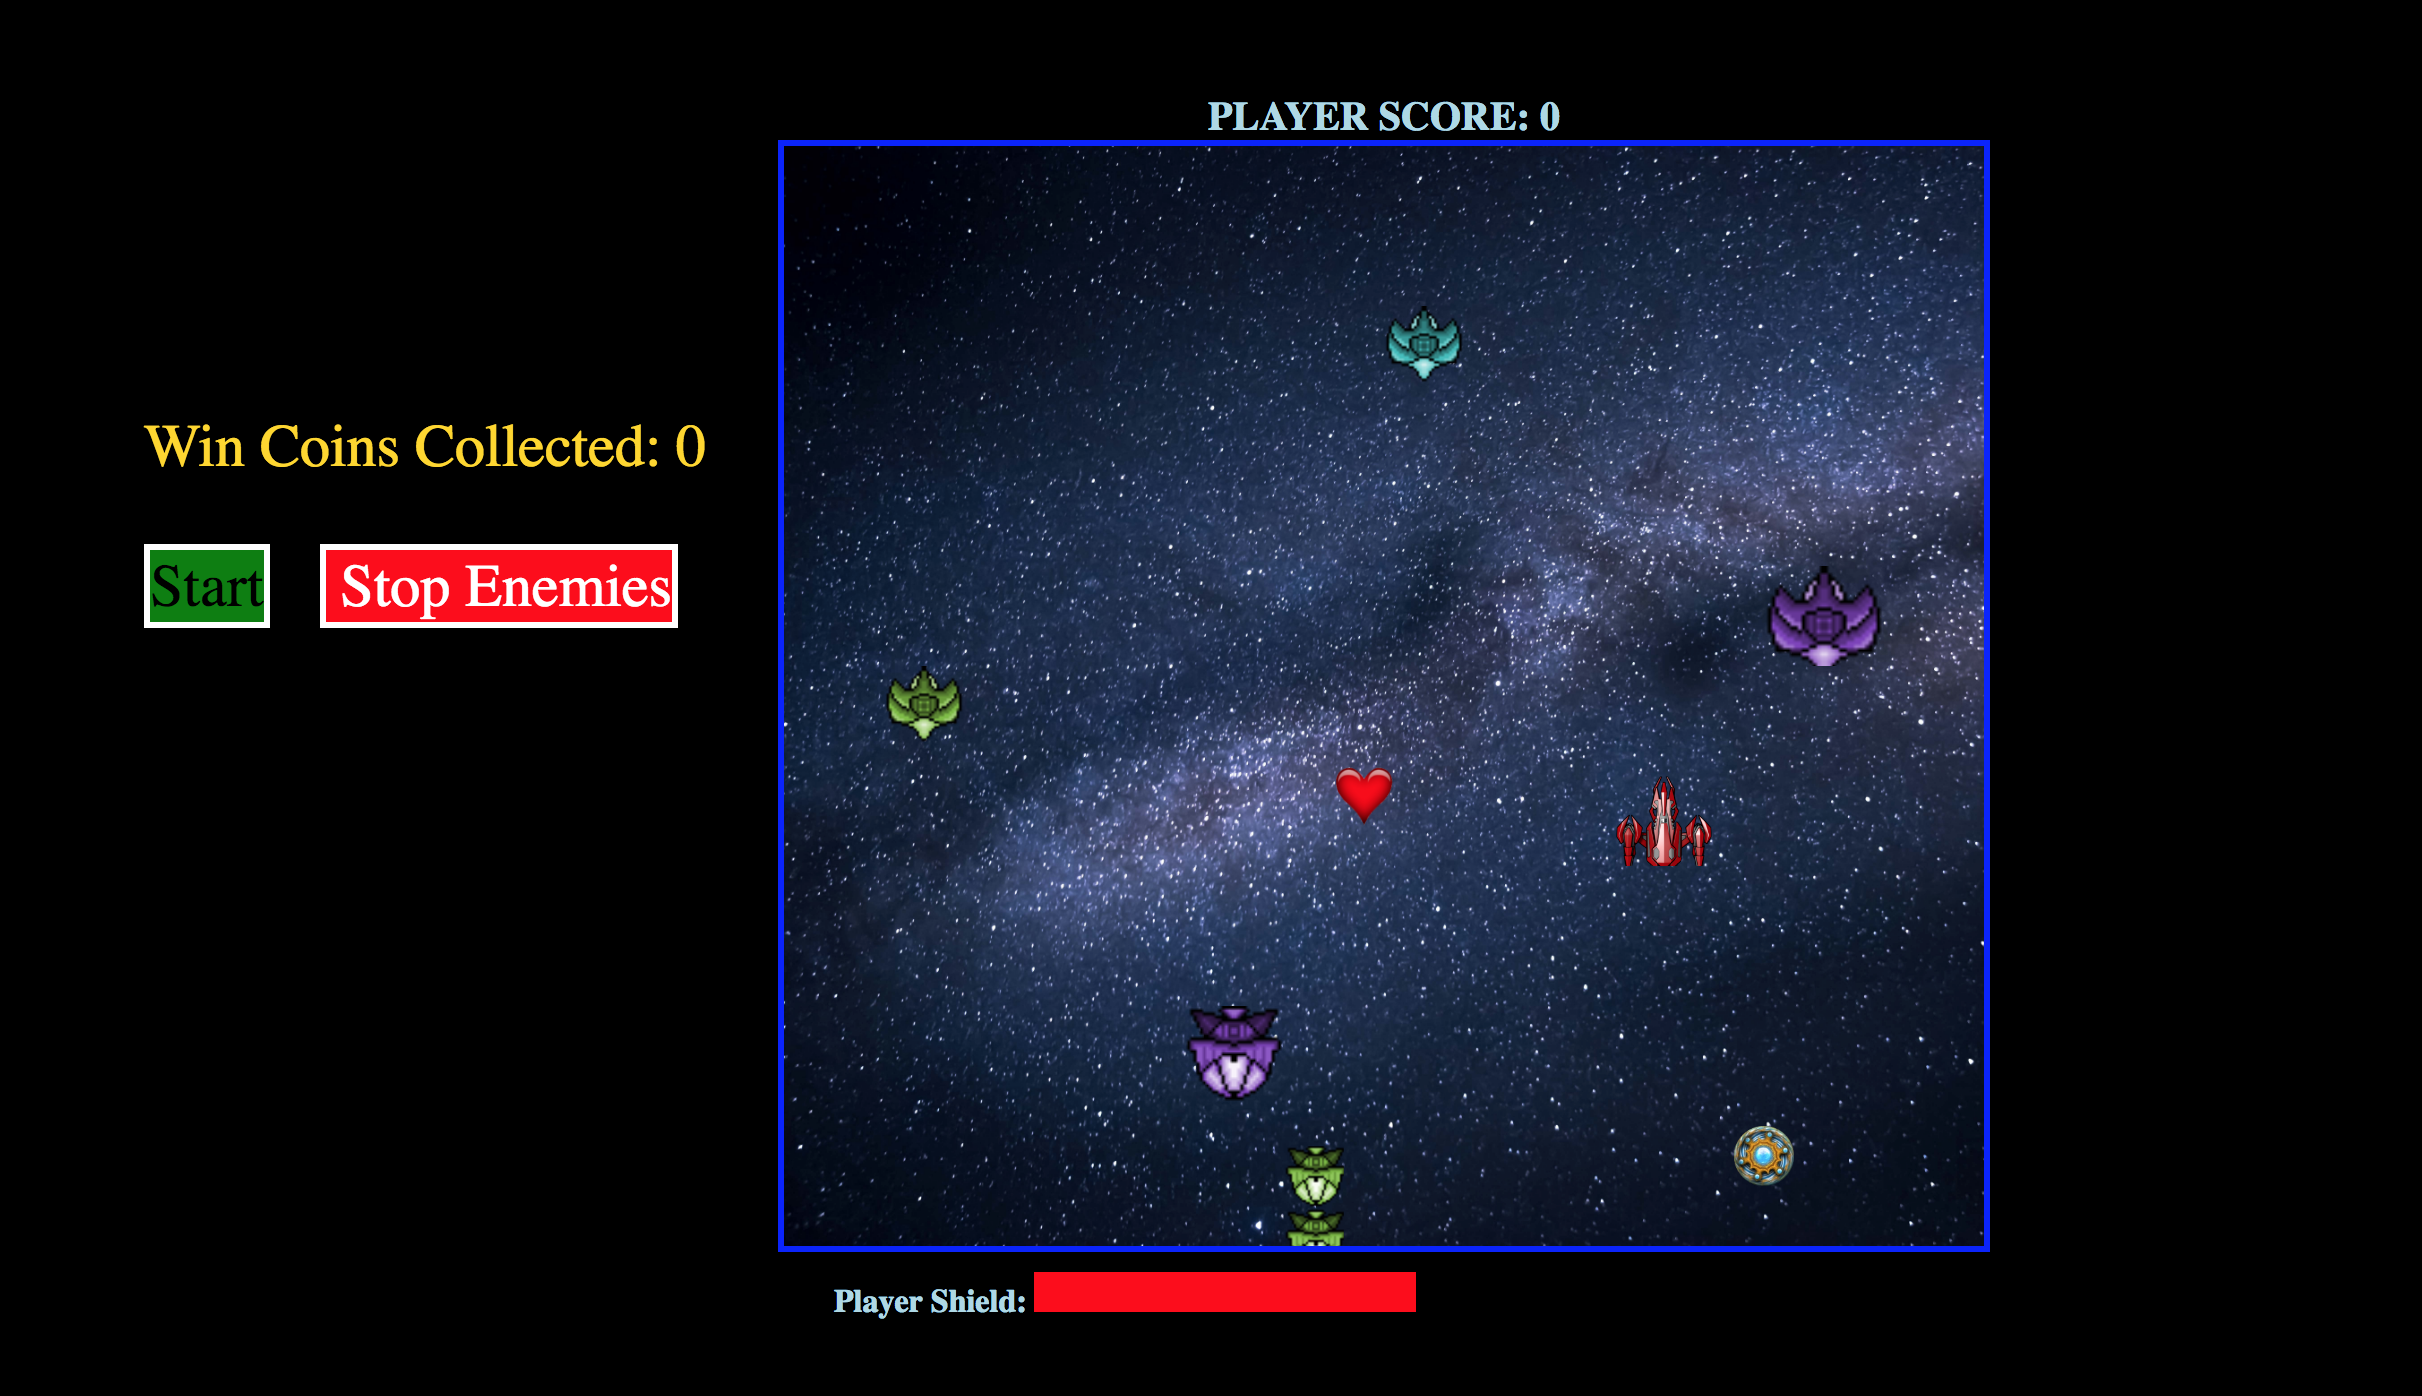 PLAYER SCORE: 0
Win Coins Collected: 0
Start
Stop Enemies
Player Shield: